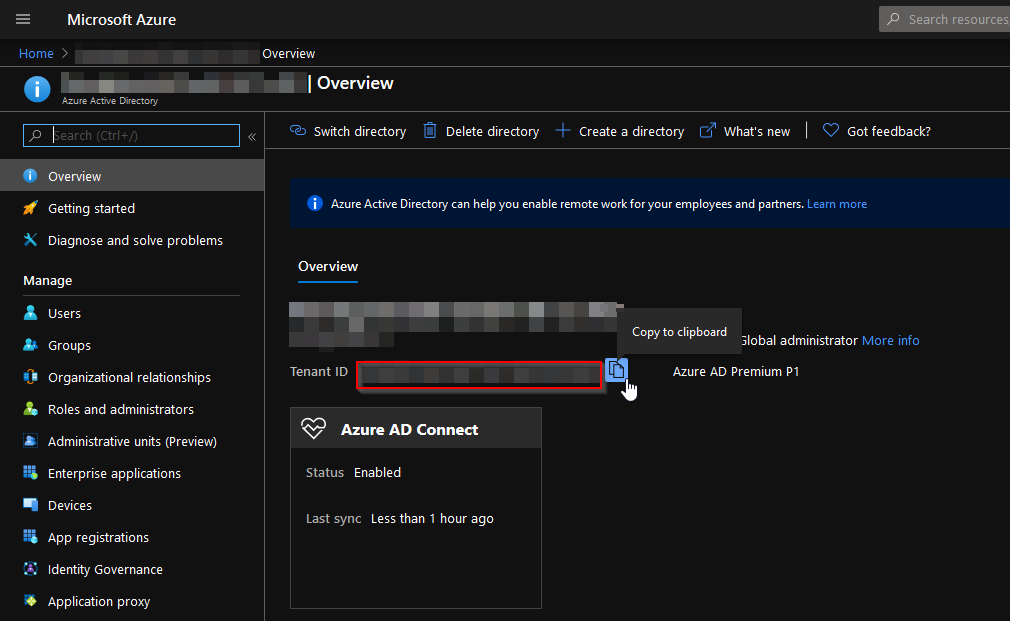 Microsoft Azure
Search resources,
Home > Overview
| Overview
Azure Active Directory
Search (Ctrl+/)
«
Switch directory
Delete directory
Create a directory
What's new
Got feedback?
Overview
Getting started
Diagnose and solve problems
Manage
Users
Groups
Organizational relationships
Roles and administrators
Administrative units (Preview)
Enterprise applications
Devices
App registrations
Identity Governance
Application proxy
Azure Active Directory can help you enable remote work for your employees and partners. Learn more
Overview
Copy to clipboard
Global administrator More info
Tenant ID
Azure AD Premium P1
Azure AD Connect
Status Enabled
Last sync Less than 1 hour ago